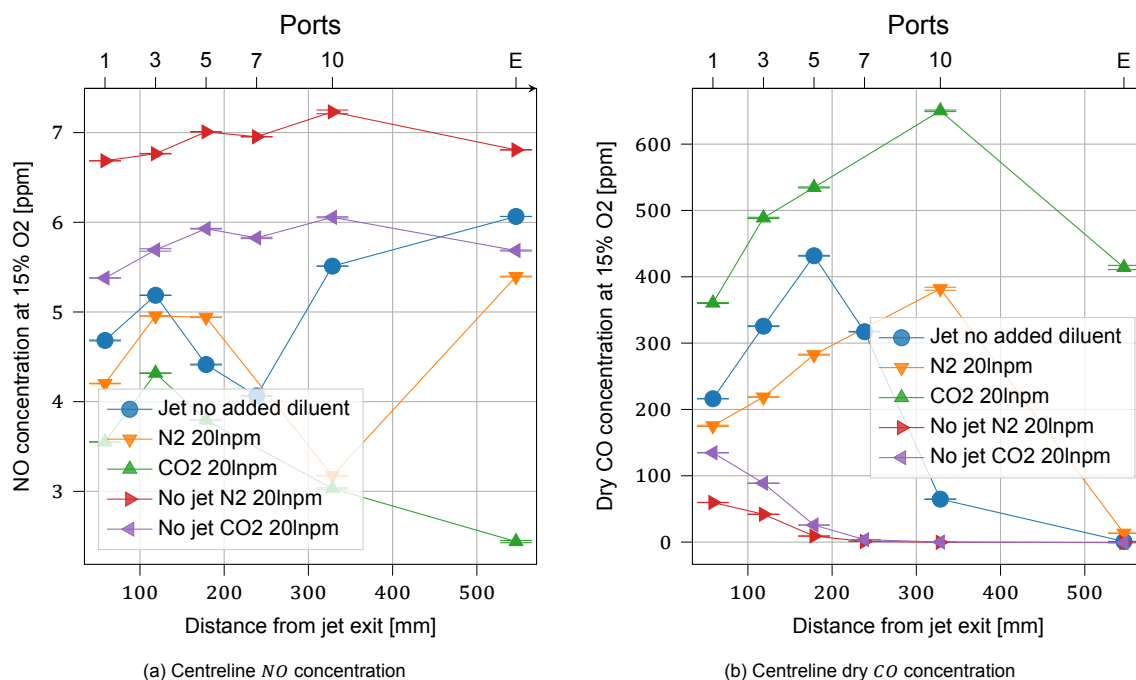 Ports
1 3 5 7 10 E
NO concentration at 15% O2 [ppm]
7
6
5
4
3
Jet no added diluent
N2 20lnpm
CO2 20lnpm
No jet N2 20lnpm
No jet CO2 20lnpm
100 200 300 400 500
Distance from jet exit [mm]
(a) Centreline NO concentration
Ports
1 3 5 7 10 E
Dry CO concentration at 15% O2 [ppm]
600
500
400
300
200
100
0
Jet no added diluent
N2 20lnpm
CO2 20lnpm
No jet N2 20lnpm
No jet CO2 20lnpm
100 200 300 400 500
Distance from jet exit [mm]
(b) Centreline dry CO concentration